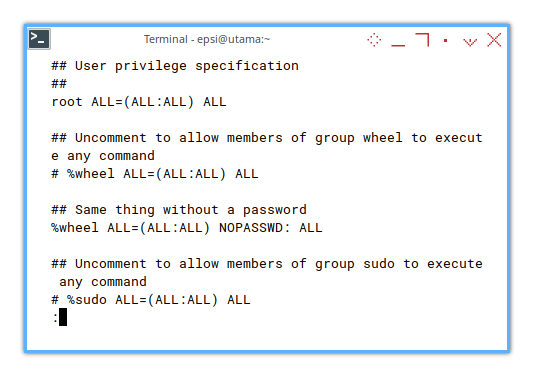 Terminal - epsi@utama:~
## User privilege specification
##
root ALL=(ALL:ALL) ALL
## Uncomment to allow members of group wheel to execut
e any command
# %wheel ALL=(ALL:ALL) ALL
## Same thing without a password
%wheel ALL=(ALL:ALL) NOPASSWD: ALL
## Uncomment to allow members of group sudo to execute
 any command
# %sudo ALL=(ALL:ALL) ALL
: